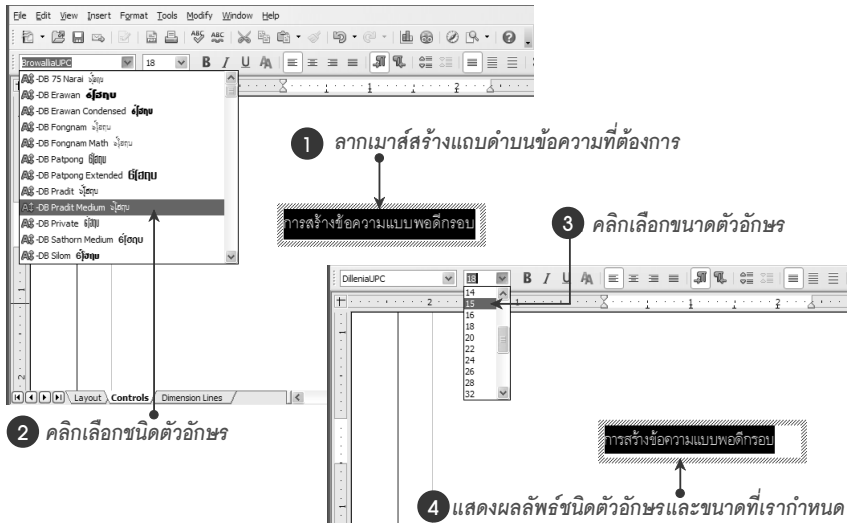 File Edit View Insert Format Tools Modify Window Help
BrowalliaUPC 18 B I U A
-DB 75 Narai
-DB Erawan
-DB Erawan Condensed
-DB Fongnam
-DB Fongnam Math
-DB Patpong
-DB Patpong Extended
-DB Pradit
-DB Pradit Medium
-DB Private
-DB Sathorn Medium
-DB Silom
1 ลากเมาส์สร้างแถบดำบนข้อความที่ต้องการ
การสร้างข้อความแบบพอดีกรอบ
3 คลิกเลือกขนาดตัวอักษร
DilleniaUPC 18 B I U A
14
15
16
18
20
22
24
26
28
32
Layout Controls Dimension Lines
2 คลิกเลือกชนิดตัวอักษร
การสร้างข้อความแบบพอดีกรอบ
4 แสดงผลลัพธ์ชนิดตัวอักษรและขนาดที่เรากำหนด